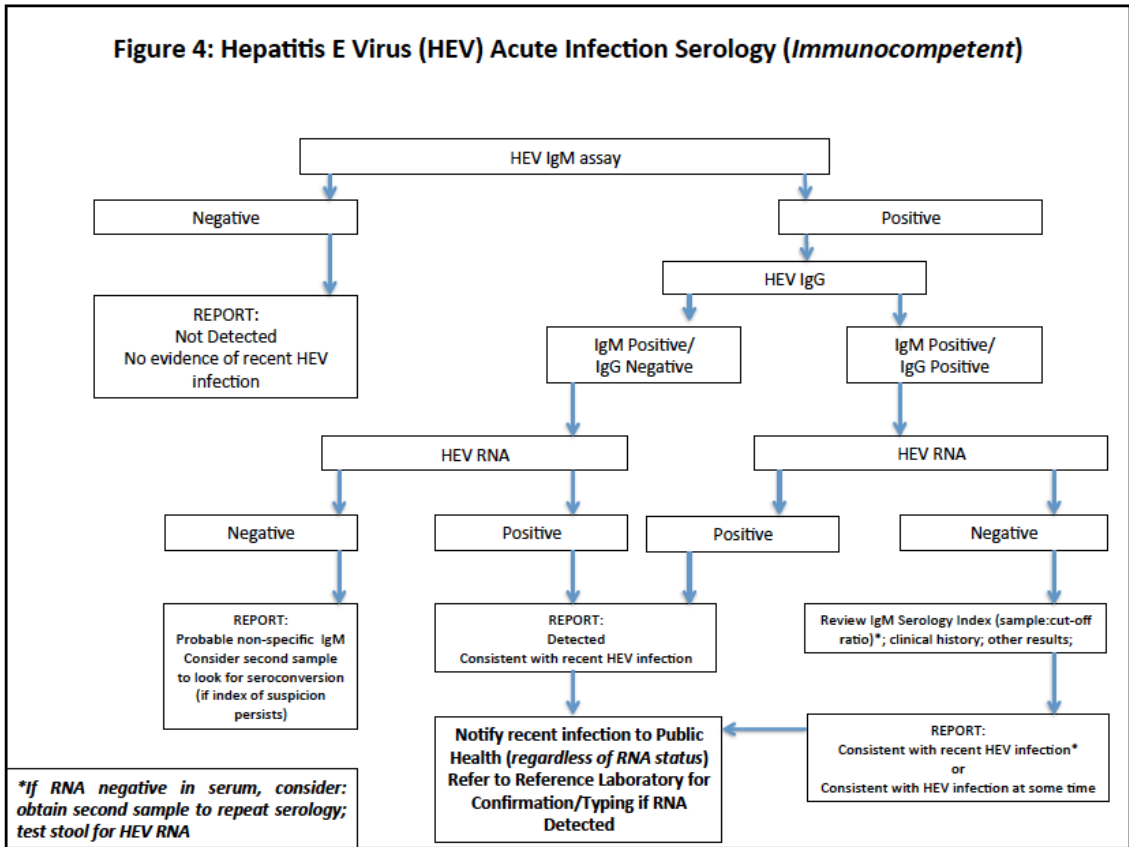 Figure 4: Hepatitis E Virus (HEV) Acute Infection Serology (Immunocompetent)
HEV IgM assay
Negative
Positive
HEV IgG
REPORT:
Not Detected
No evidence of recent HEV
infection
IgM Positive/
IgG Negative
IgM Positive/
IgG Positive
HEV RNA
HEV RNA
Negative
Positive
Positive
Negative
REPORT:
Probable non-specific IgM
Consider second sample
to look for seroconversion
(if index of suspicion
persists)
REPORT:
Detected
Consistent with recent HEV infection
Review IgM Serology Index (sample:cut-off
ratio)*; clinical history; other results;
Notify recent infection to Public
Health (regardless of RNA status)
Refer to Reference Laboratory for
Confirmation/Typing if RNA
Detected
REPORT:
Consistent with recent HEV infection*
or
Consistent with HEV infection at some time
*If RNA negative in serum, consider:
obtain second sample to repeat serology;
test stool for HEV RNA